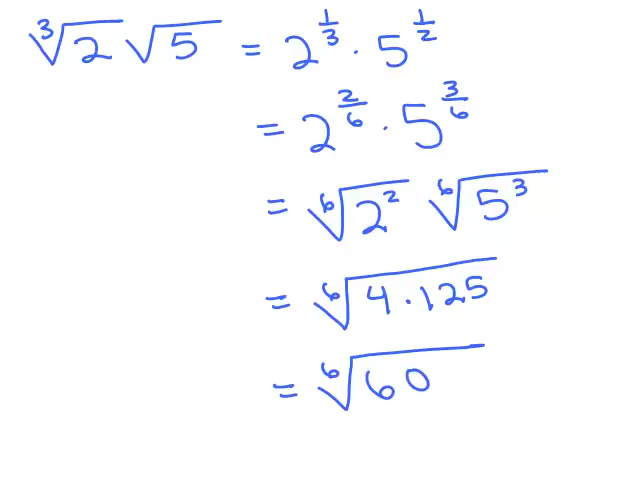 ∛2 √5 = 2^(1/3) · 5^(1/2)
= 2^(2/6) · 5^(3/6)
= ⁶√(2²) ⁶√(5³)
= ⁶√(4 · 125)
= ⁶√60